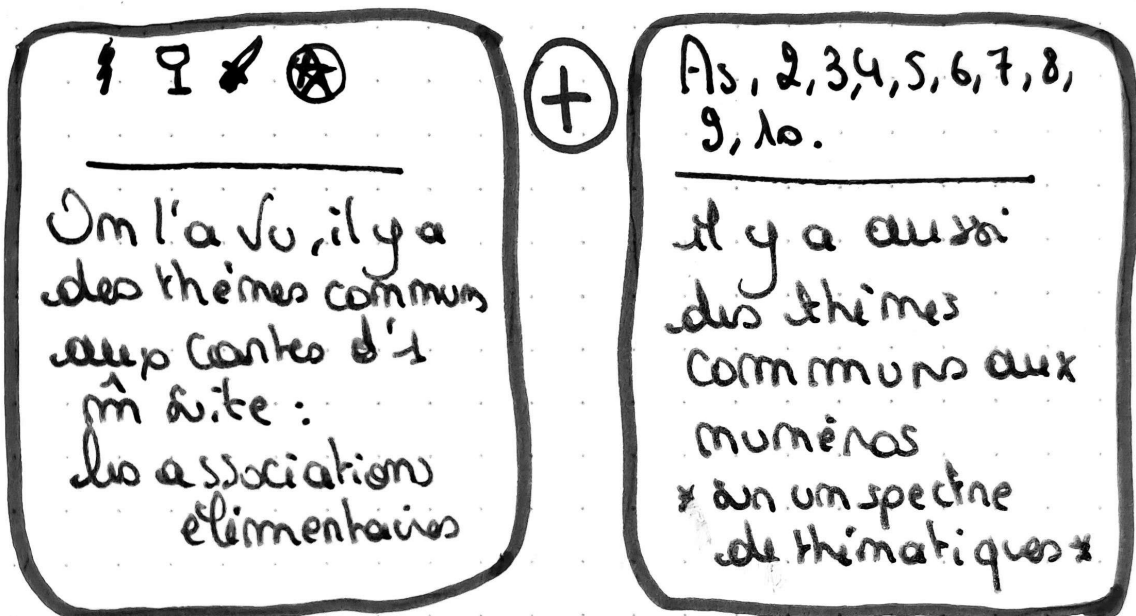 On l'a vu, il y a
des thèmes communs
aux cartes d'1
m̂ suite :
les associations
élémentaires
+
As, 2, 3, 4, 5, 6, 7, 8,
9, 10.
il y a aussi
des thèmes
communs aux
numéros
* sur un spectre
de thématiques *